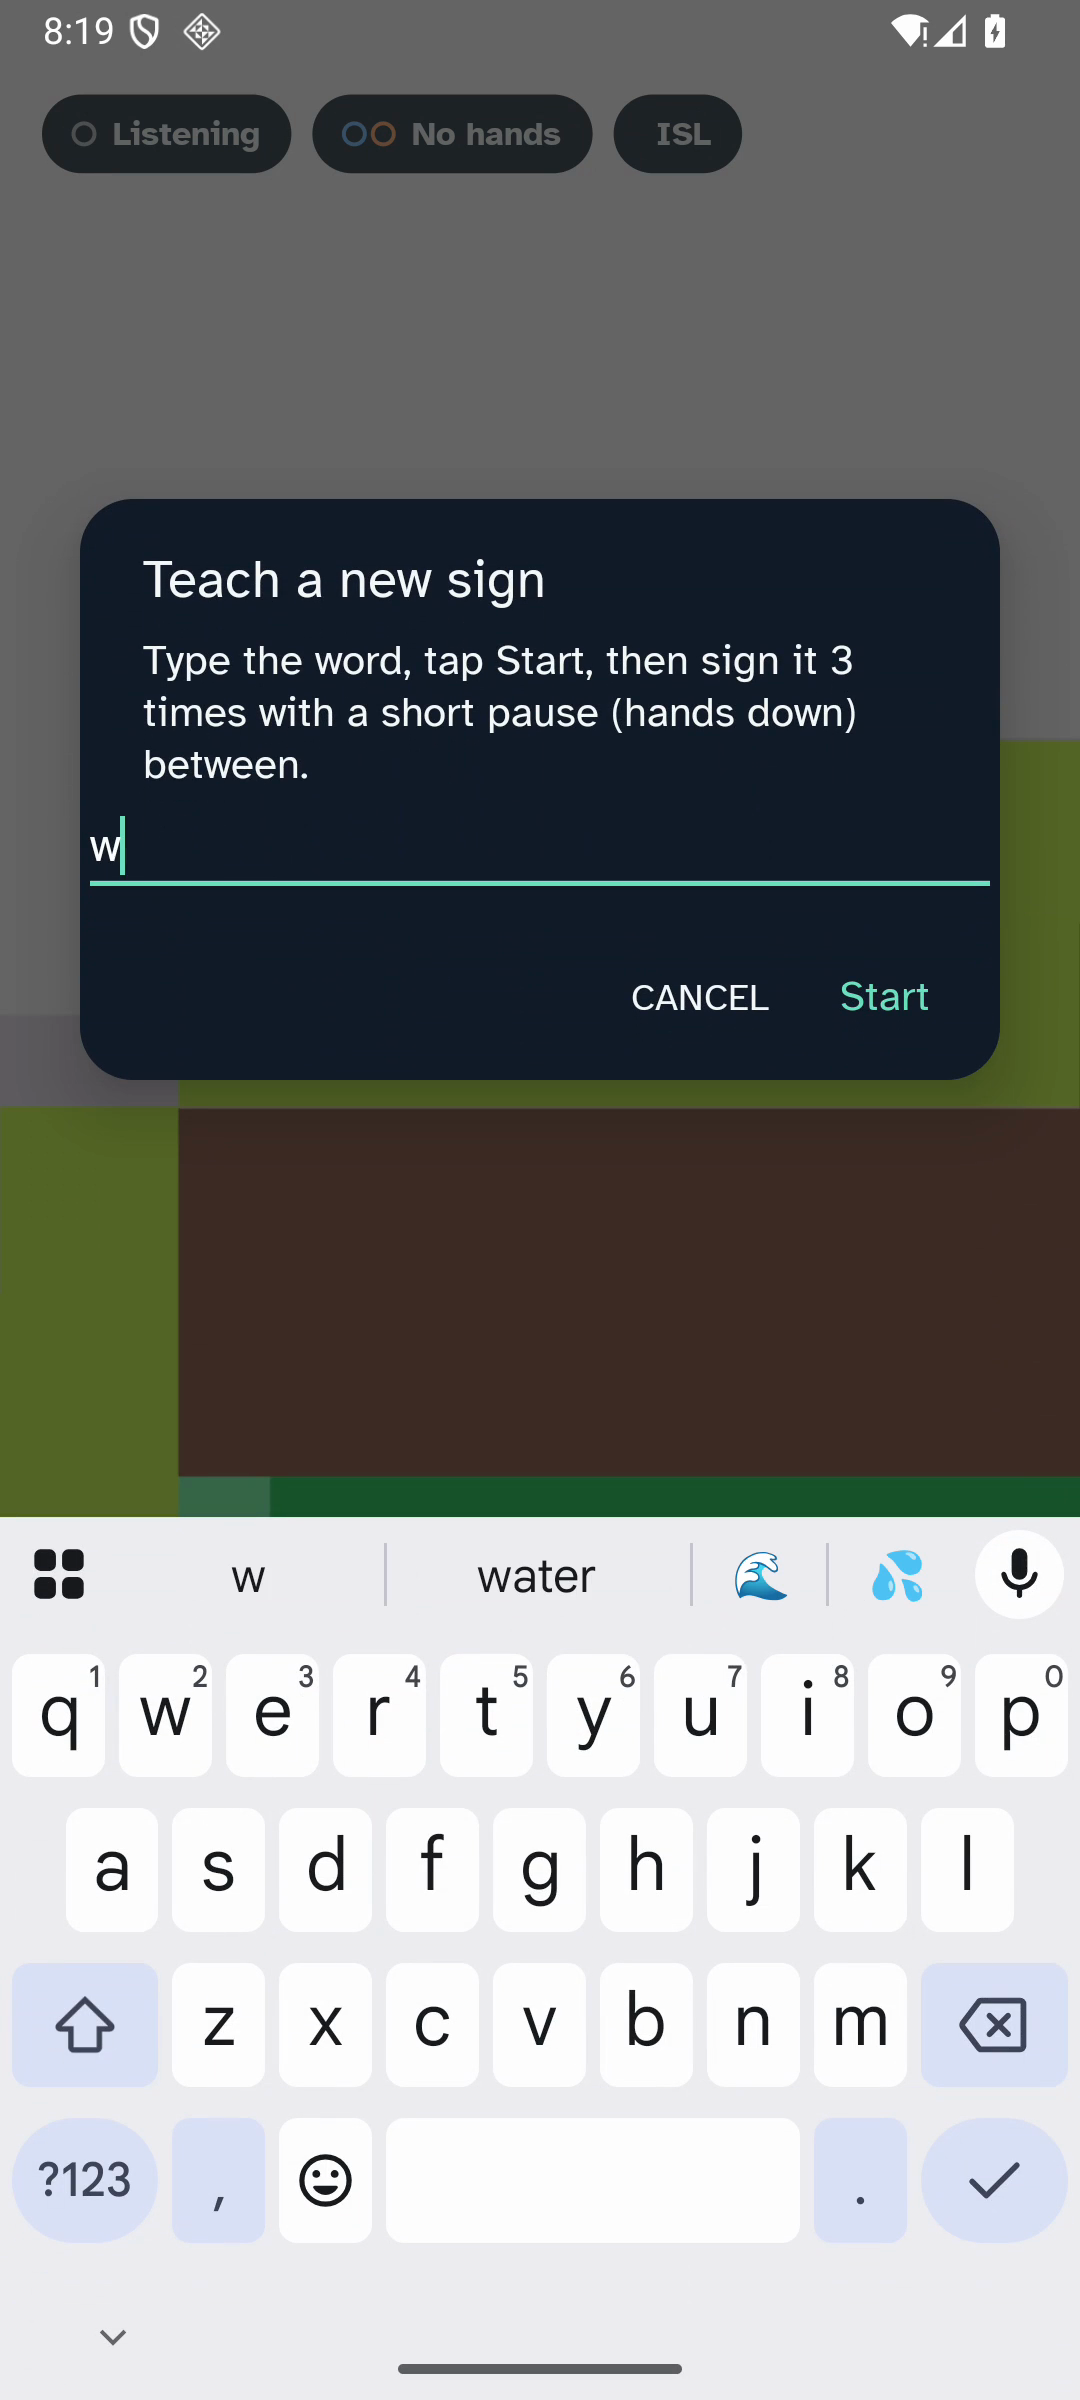 8:19
Listening
No hands
ISL
Teach a new sign
Type the word, tap Start, then sign it 3
times with a short pause (hands down)
between.
w
CANCEL Start
w water 🌊 💦
q 1 w 2 e 3 r 4 t 5 y 6 u 7 i 8 o 9 p 0
a s d f g h j k l
z x c v b n m
?123 , .